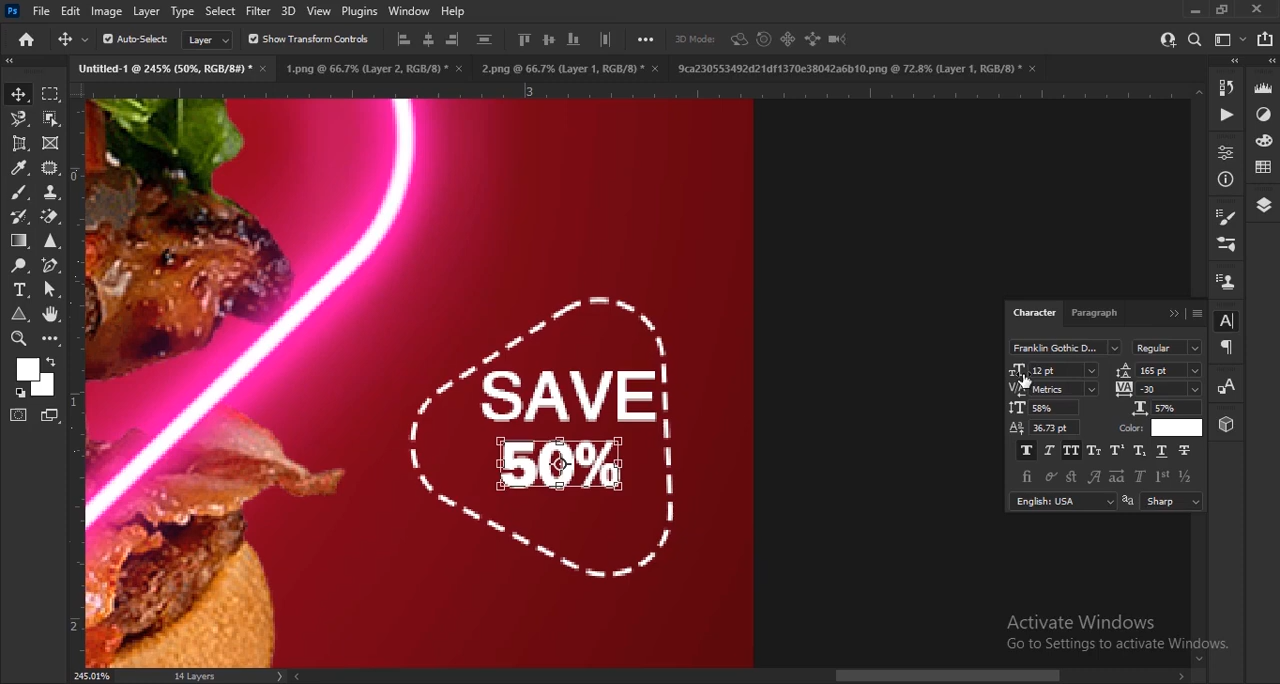 Ps File Edit Image Layer Type Select Filter 3D View Plugins Window Help
Auto-Select: Layer Show Transform Controls 3D Mode:
Untitled-1 @ 245% (50%, RGB/8#) * × 1.png @ 66.7% (Layer 2, RGB/8) * × 2.png @ 66.7% (Layer 1, RGB/8) * × 9ca230553492d21df1370e38042a6b10.png @ 72.8% (Layer 1, RGB/8) * ×
3
0
1
2
SAVE
50%
Character Paragraph
Franklin Gothic D... Regular
12 pt 165 pt
Metrics -30
58% 57%
36.73 pt Color:
English: USA Sharp
Activate Windows
Go to Settings to activate Windows.
245.01% 14 Layers